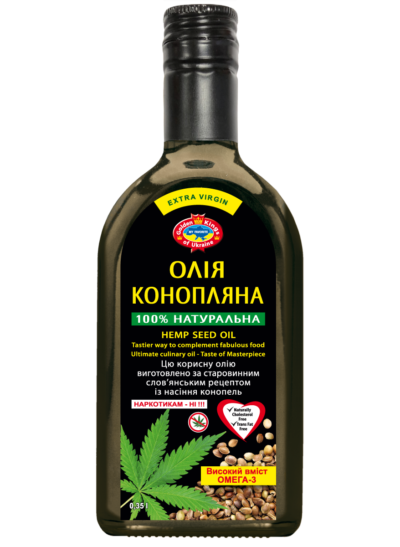 EXTRA VIRGIN
Golden Kings
of Ukraine
ОЛІЯ
КОНОПЛЯНА
100% НАТУРАЛЬНА
HEMP SEED OIL
Tastier way to complement fabulous food
Ultimate culinary oil - Taste of Masterpiece
Цю корисну олію
виготовлено за старовинним
слов'янським рецептом
із насіння конопель
НАРКОТИКАМ - НІ !!!
Naturally
Cholesterol
Free
Trans Fat
Free
Високий вміст
ОМЕГА-3
0,35 l